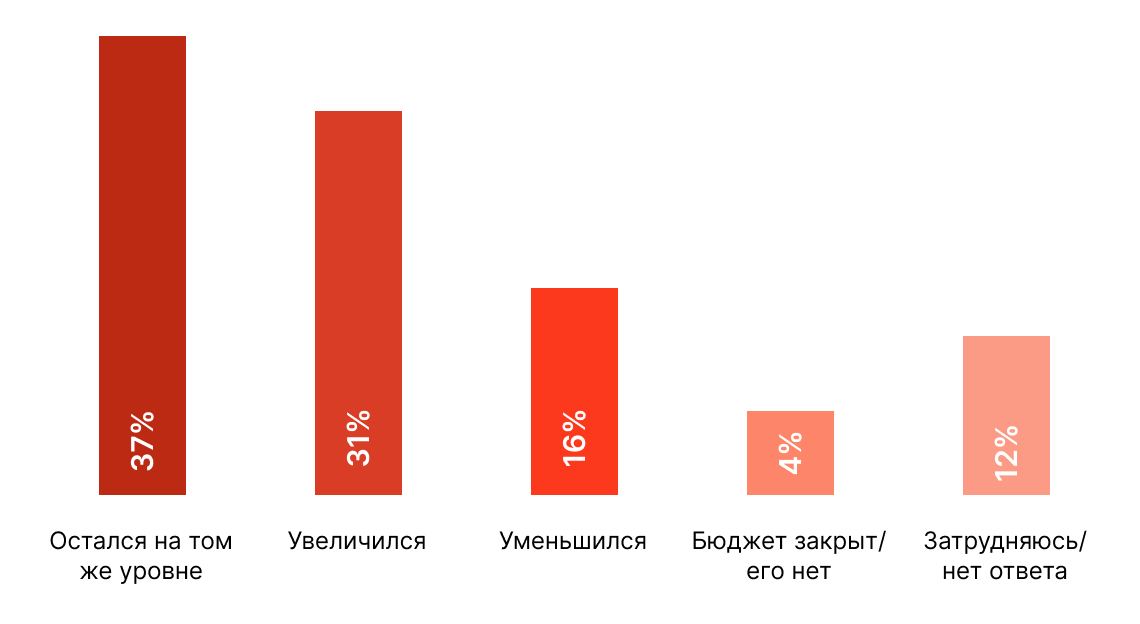 37%
31%
16%
4%
12%
Остался на том
же уровне
Увеличился
Уменьшился
Бюджет закрыт/
его нет
Затрудняюсь/
нет ответа